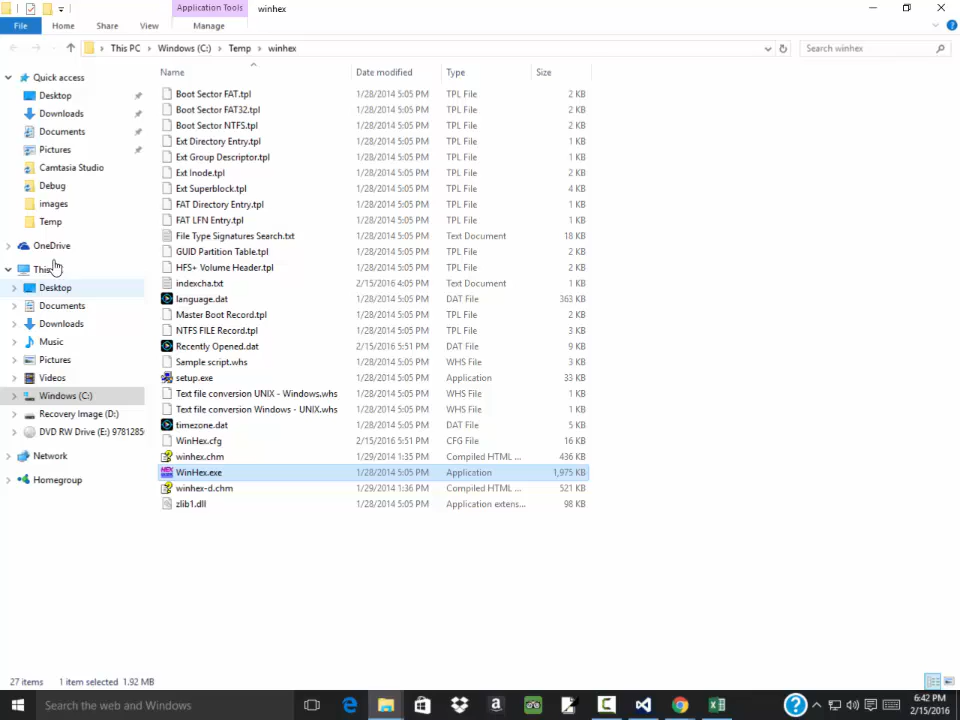 Application Tools winhex
File Home Share View Manage
This PC Windows (C:) Temp winhex Search winhex
Quick access
Desktop
Downloads
Documents
Pictures
Camtasia Studio
Debug
images
Temp
OneDrive
This
Desktop
Documents
Downloads
Music
Pictures
Videos
Windows (C:)
Recovery Image (D:)
DVD RW Drive (E:) 9781285
Network
Homegroup
Name Date modified Type Size
Boot Sector FAT.tpl 1/28/2014 5:05 PM TPL File 2 KB
Boot Sector FAT32.tpl 1/28/2014 5:05 PM TPL File 2 KB
Boot Sector NTFS.tpl 1/28/2014 5:05 PM TPL File 2 KB
Ext Directory Entry.tpl 1/28/2014 5:05 PM TPL File 1 KB
Ext Group Descriptor.tpl 1/28/2014 5:05 PM TPL File 1 KB
Ext Inode.tpl 1/28/2014 5:05 PM TPL File 2 KB
Ext Superblock.tpl 1/28/2014 5:05 PM TPL File 4 KB
FAT Directory Entry.tpl 1/28/2014 5:05 PM TPL File 1 KB
FAT LFN Entry.tpl 1/28/2014 5:05 PM TPL File 1 KB
File Type Signatures Search.txt 1/28/2014 5:05 PM Text Document 18 KB
GUID Partition Table.tpl 1/28/2014 5:05 PM TPL File 1 KB
HFS+ Volume Header.tpl 1/28/2014 5:05 PM TPL File 3 KB
indexcha.txt 2/15/2016 4:05 PM Text Document 1 KB
language.dat 1/28/2014 5:05 PM DAT File 363 KB
Master Boot Record.tpl 1/28/2014 5:05 PM TPL File 1 KB
NTFS FILE Record.tpl 1/28/2014 5:05 PM TPL File 3 KB
Recently Opened.dat 2/15/2016 5:51 PM DAT File 9 KB
Sample script.whs 1/28/2014 5:05 PM WHS File 3 KB
setup.exe 1/28/2014 5:05 PM Application 33 KB
Text file conversion UNIX - Windows.whs 1/28/2014 5:05 PM WHS File 1 KB
Text file conversion Windows - UNIX.whs 1/28/2014 5:05 PM WHS File 1 KB
timezone.dat 1/28/2014 5:05 PM DAT File 2 KB
WinHex.cfg 2/15/2016 5:51 PM CFG File 16 KB
winhex.chm 1/29/2014 1:35 PM Compiled HTML ... 436 KB
WinHex.exe 1/28/2014 5:05 PM Application 1,975 KB
winhex-d.chm 1/29/2014 1:36 PM Compiled HTML ... 521 KB
zlib1.dll 1/28/2014 5:05 PM Application extens... 98 KB
27 items 1 item selected 1.92 MB
Search the web and Windows
6:42 PM
2/15/2016